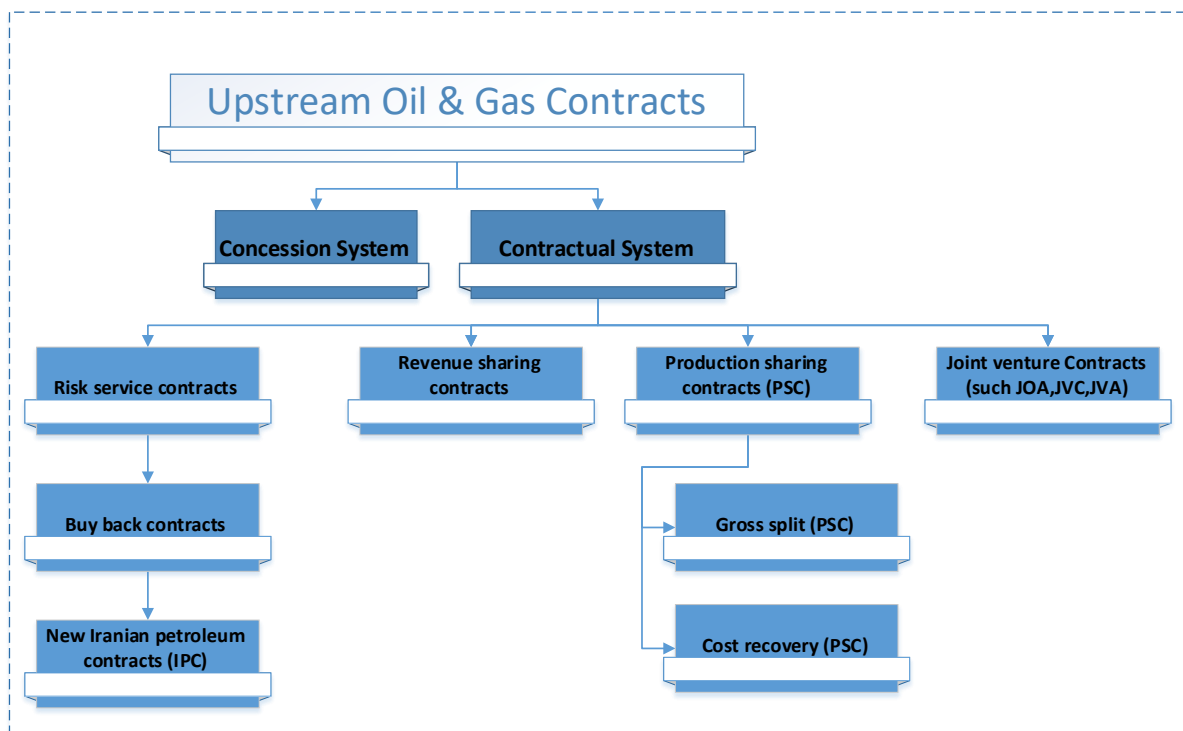 Upstream Oil & Gas Contracts
Concession System
Contractual System
Risk service contracts
Revenue sharing
contracts
Production sharing
contracts (PSC)
Joint venture Contracts
(such JOA,JVC,JVA)
Buy back contracts
Gross split (PSC)
New Iranian petroleum
contracts (IPC)
Cost recovery (PSC)